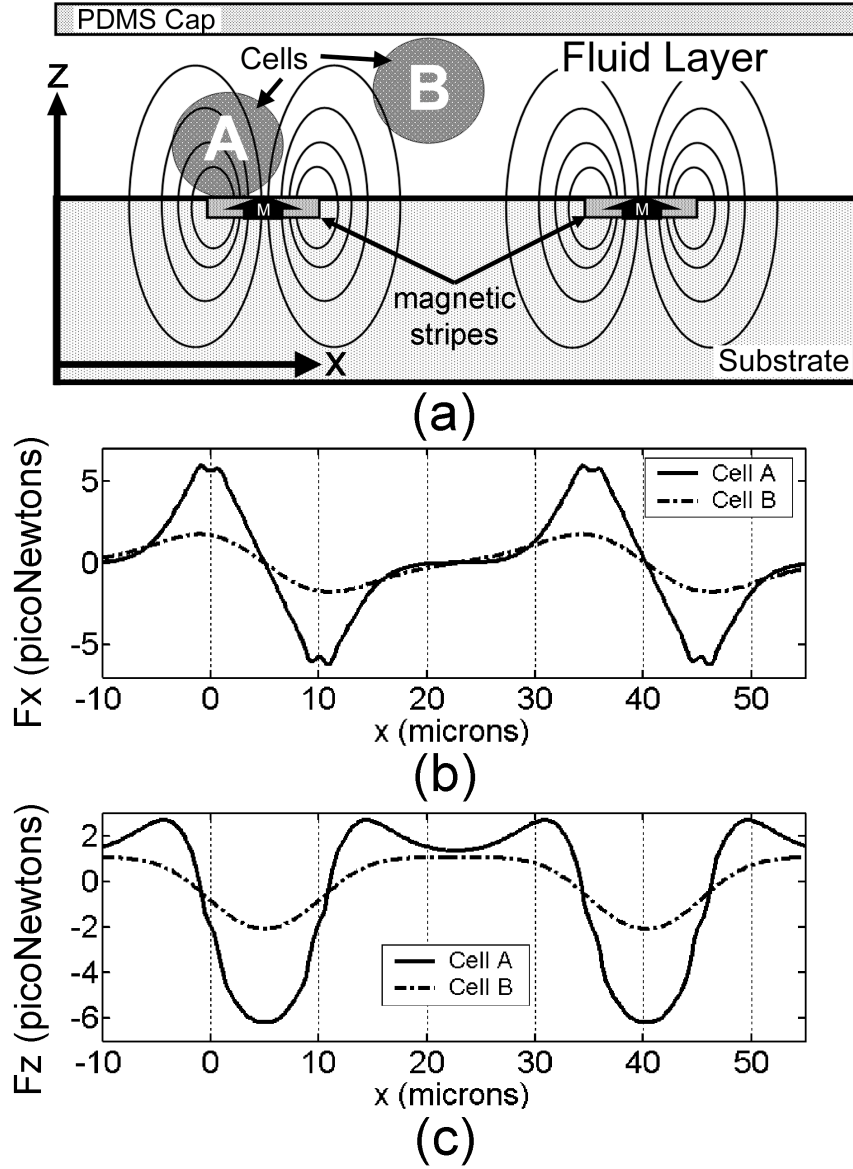 PDMS Cap
Cells
Fluid Layer
z
A
B
M
M
magnetic
stripes
x
Substrate
(a)
Fx (picoNewtons)
5
0
-5
Cell A
Cell B
-10 0 10 20 30 40 50
x (microns)
(b)
Fz (picoNewtons)
2
0
-2
-4
-6
Cell A
Cell B
-10 0 10 20 30 40 50
x (microns)
(c)